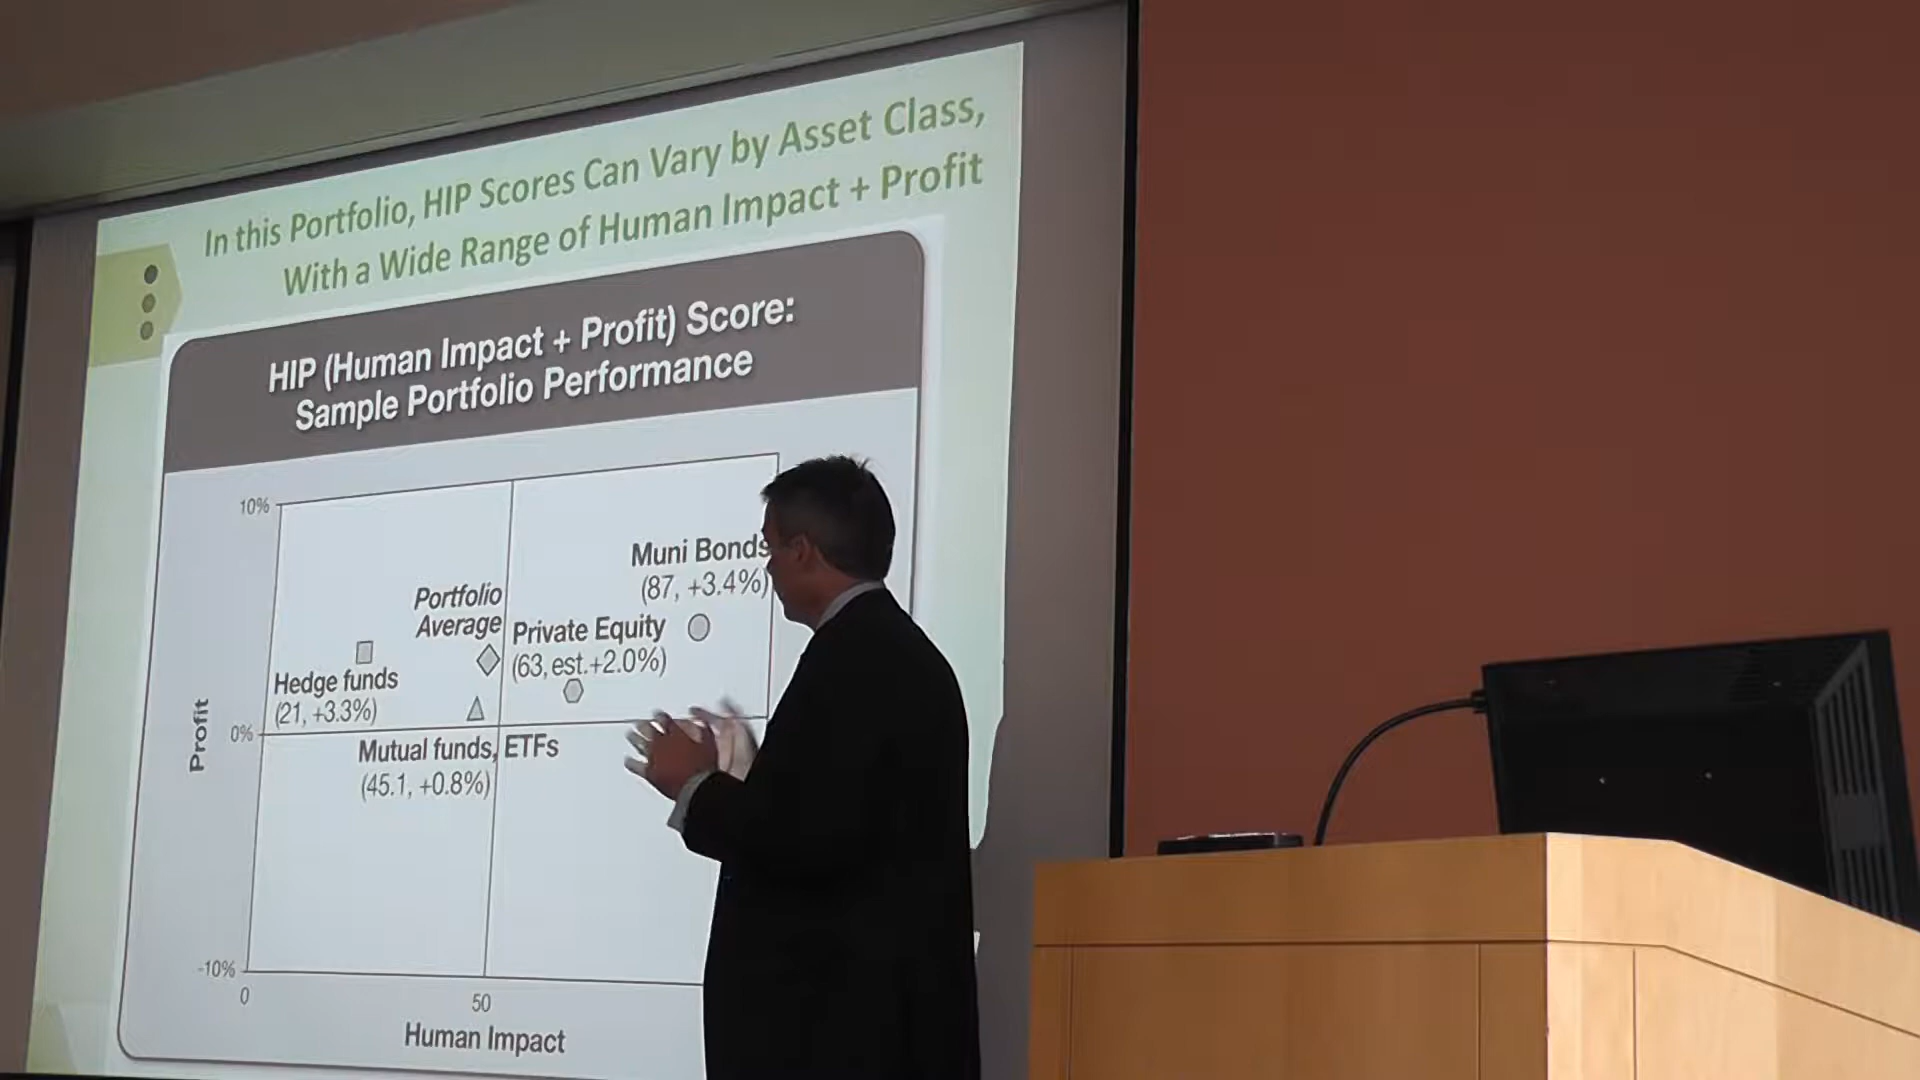 In this Portfolio, HIP Scores Can Vary by Asset Class,
With a Wide Range of Human Impact + Profit
HIP (Human Impact + Profit) Score:
Sample Portfolio Performance
10%
Muni Bonds
(87, +3.4%)
Portfolio
Average
Private Equity
(63, est.+2.0%)
Hedge funds
(21, +3.3%)
Profit
0%
Mutual funds, ETFs
(45.1, +0.8%)
-10%
0
50
Human Impact